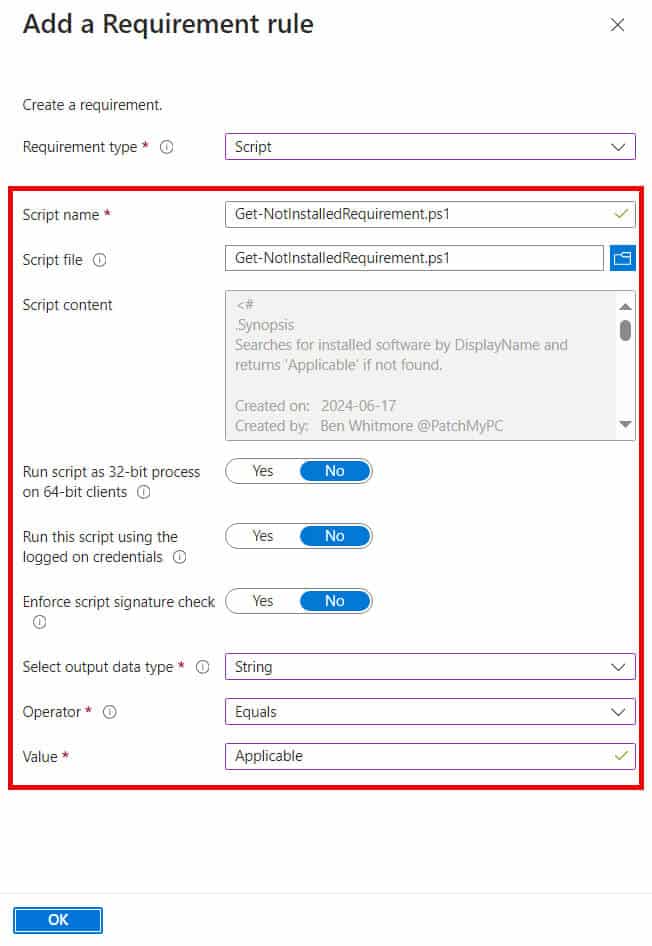 Add a Requirement rule
Create a requirement.
Requirement type *
Script
Script name *
Get-NotInstalledRequirement.ps1
Script file
Get-NotInstalledRequirement.ps1
Script content
<#
.Synopsis
Searches for installed software by DisplayName and
returns 'Applicable' if not found.
Created on: 2024-06-17
Created by: Ben Whitmore @PatchMyPC
Run script as 32-bit process
on 64-bit clients
Yes No
Run this script using the
logged on credentials
Yes No
Enforce script signature check
Yes No
Select output data type *
String
Operator *
Equals
Value *
Applicable
OK